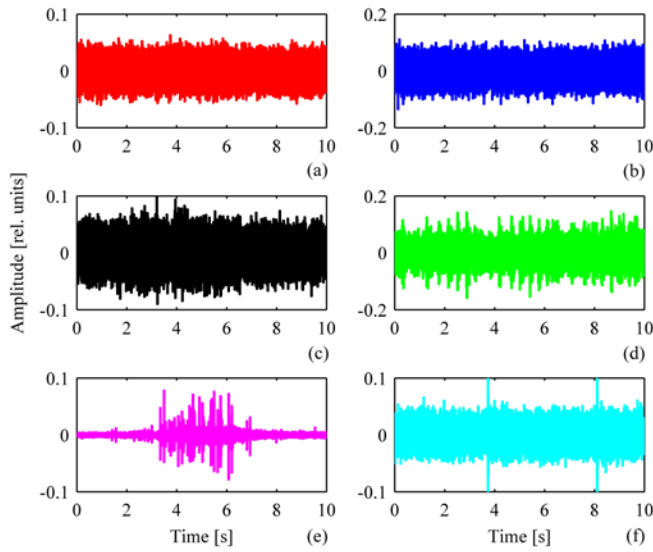 0.1 0.2
0 0
-0.1 -0.2
0 2 4 6 8 10 0 2 4 6 8 10
(a) (b)
0.1 0.2
0 0
-0.1 -0.2
0 2 4 6 8 10 0 2 4 6 8 10
(c) (d)
Amplitude [rel. units]
0.1 0.1
0 0
-0.1 -0.1
0 2 4 6 8 10 0 2 4 6 8 10
Time [s] (e) Time [s] (f)